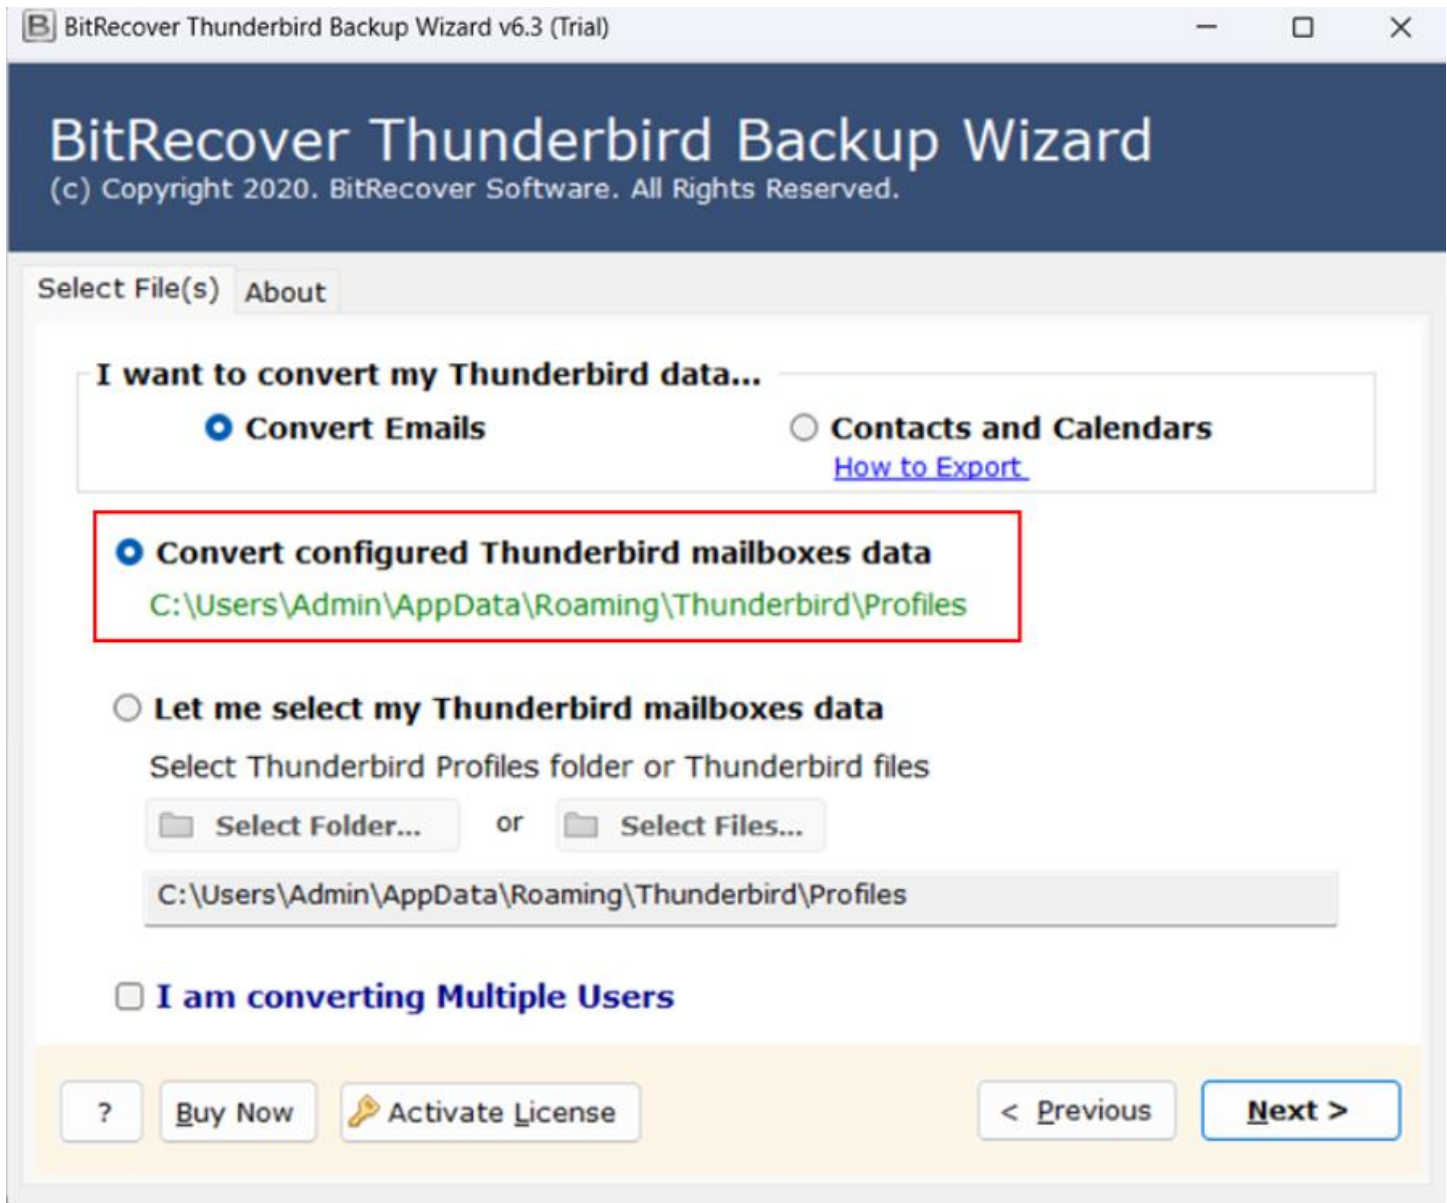 BitRecover Thunderbird Backup Wizard v6.3 (Trial)
BitRecover Thunderbird Backup Wizard
(c) Copyright 2020. BitRecover Software. All Rights Reserved.
Select File(s) About
I want to convert my Thunderbird data...
Convert Emails Contacts and Calendars
How to Export
Convert configured Thunderbird mailboxes data
C:\Users\Admin\AppData\Roaming\Thunderbird\Profiles
Let me select my Thunderbird mailboxes data
Select Thunderbird Profiles folder or Thunderbird files
Select Folder... or Select Files...
C:\Users\Admin\AppData\Roaming\Thunderbird\Profiles
I am converting Multiple Users
? Buy Now Activate License < Previous Next >